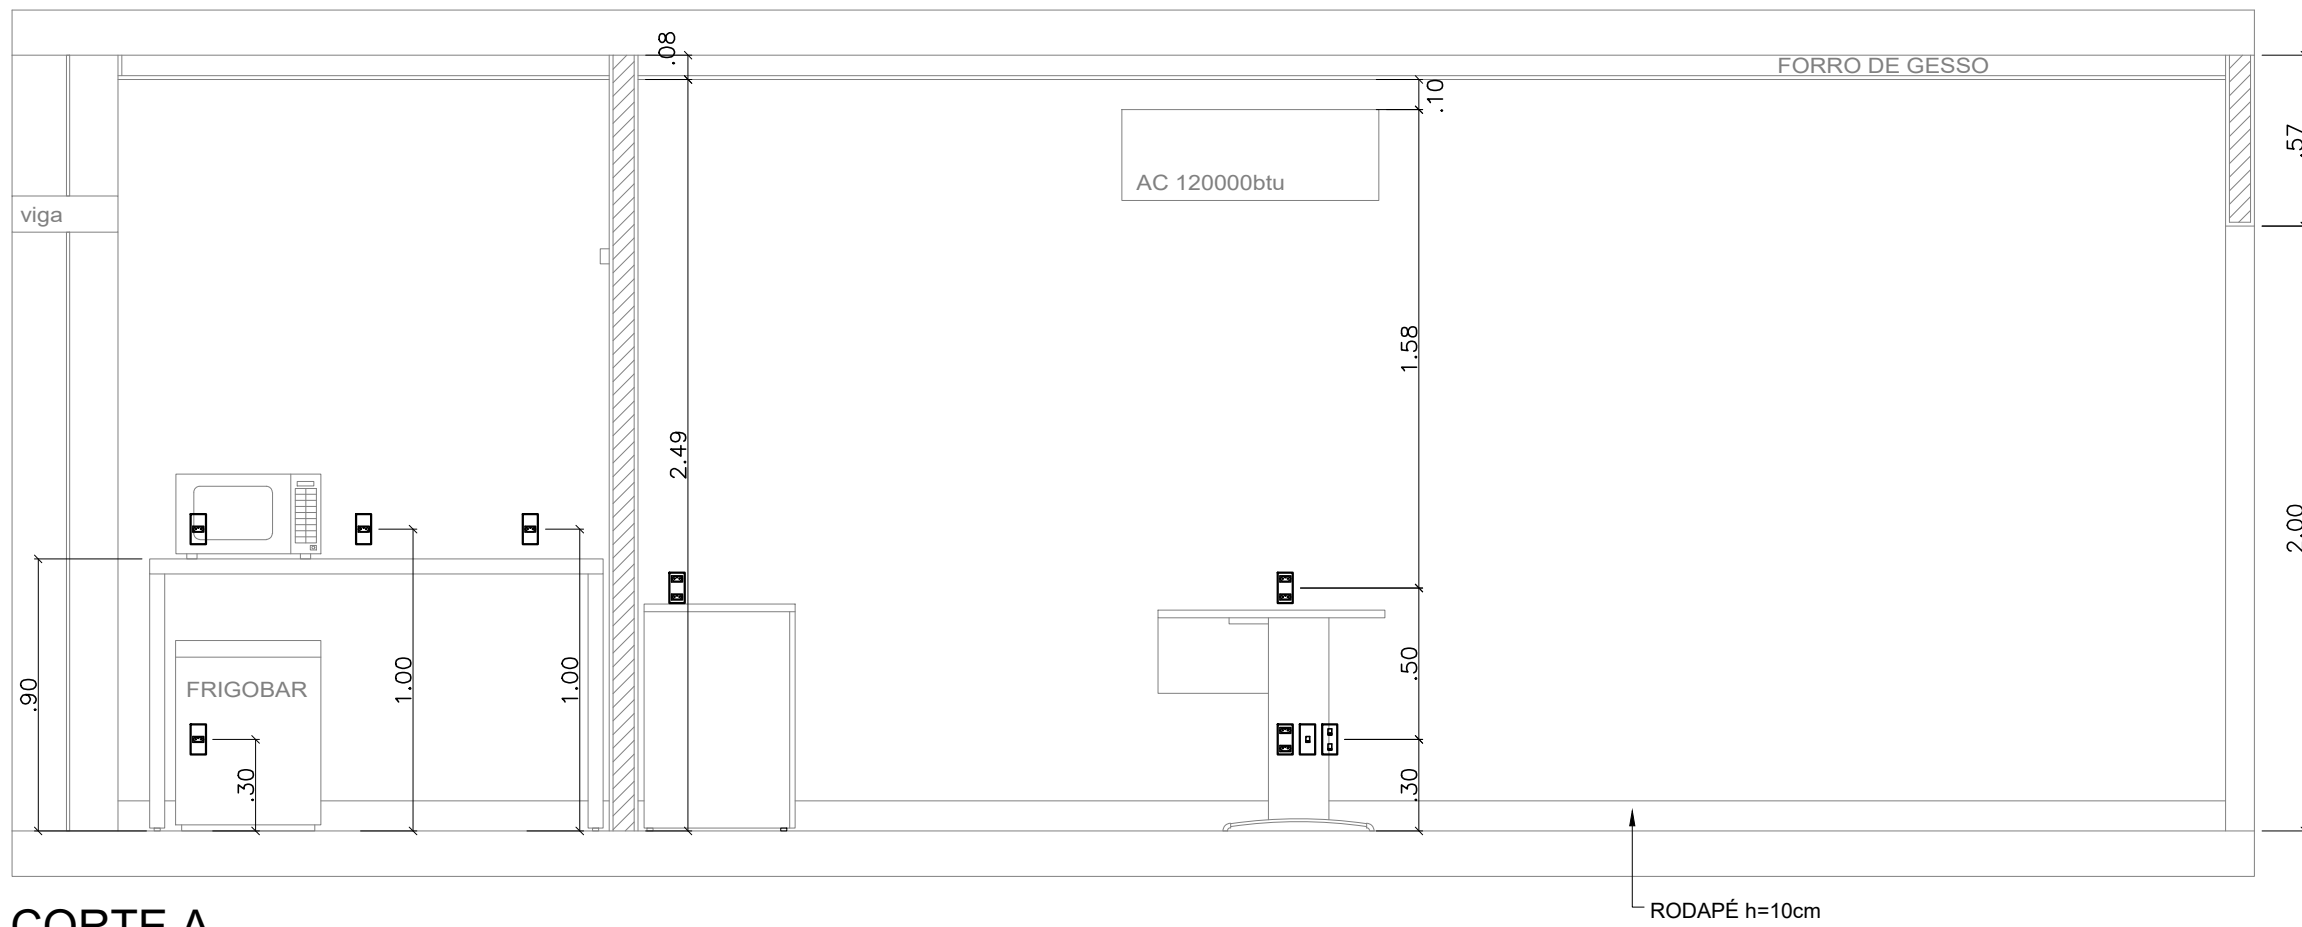 .08
FORRO DE GESSO
.10
.57
AC 120000btu
viga
1.58
2.49
2.00
.90
FRIGOBAR
1.00
1.00
.50
.30
.30
RODAPÉ h=10cm
CORTE A